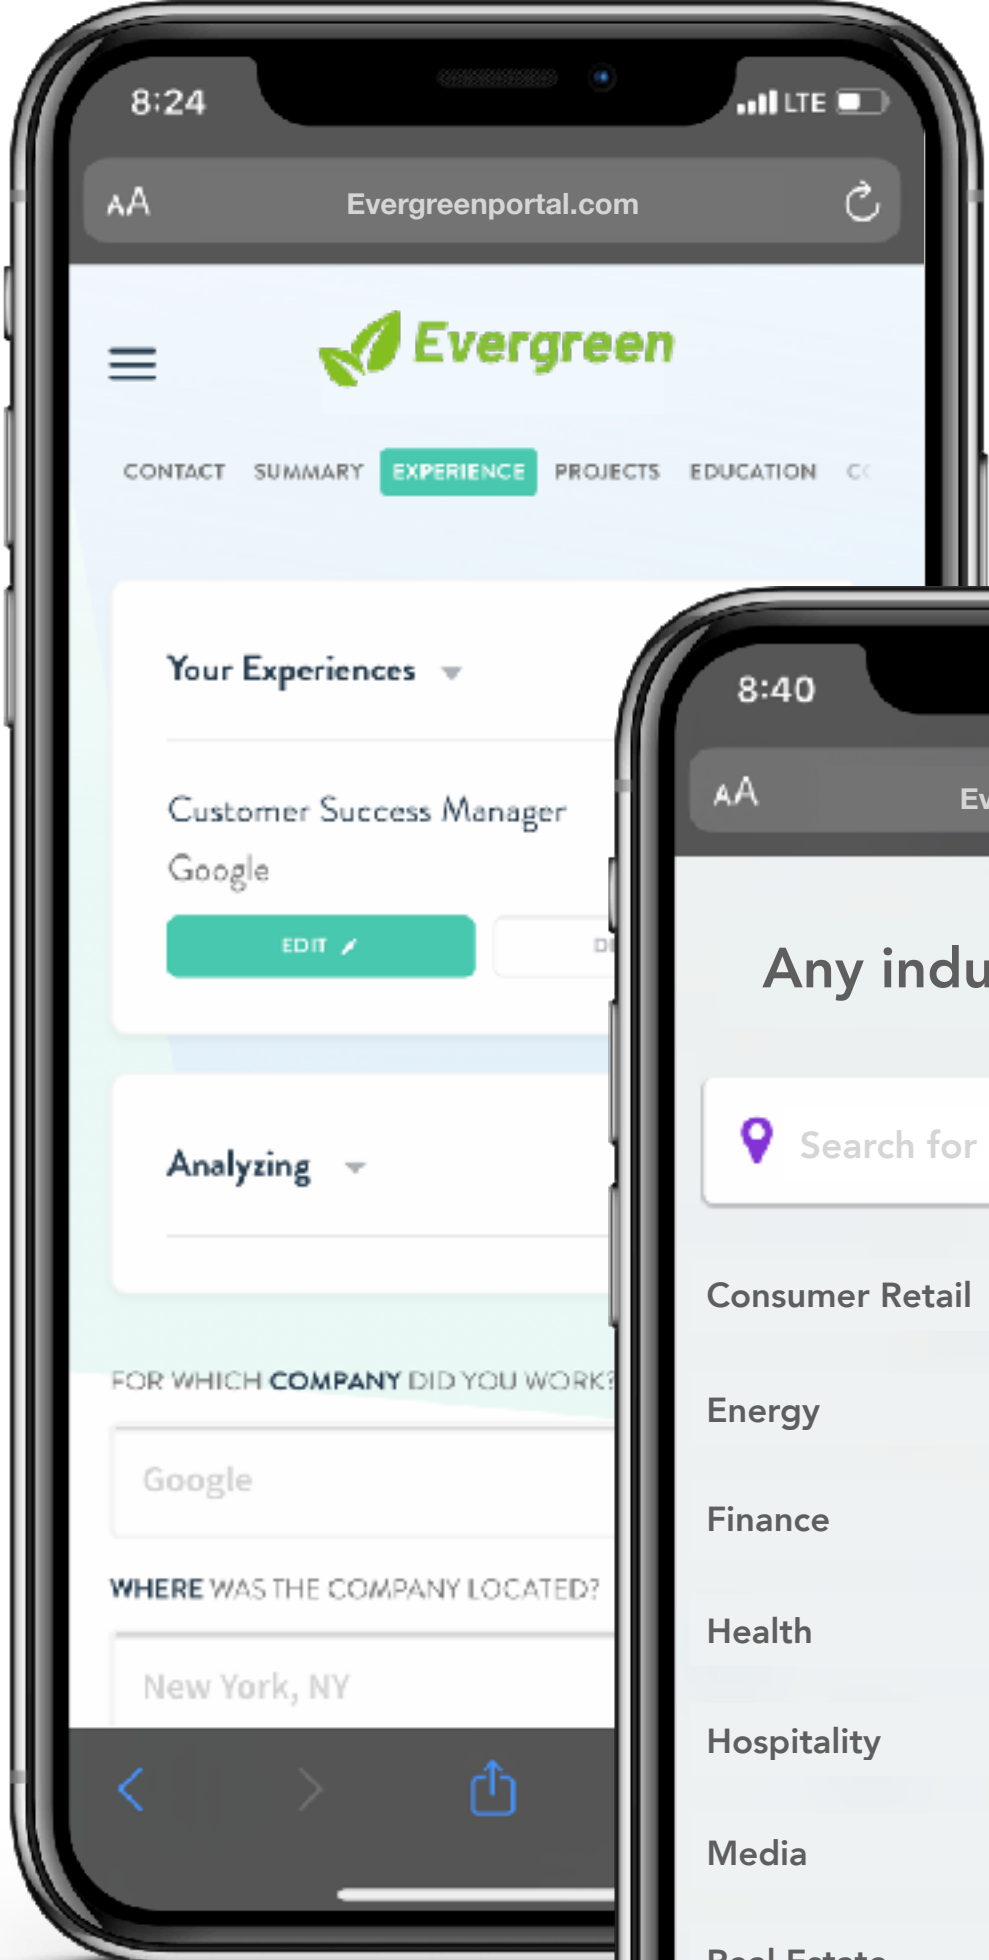 8:24
LTE
AA
Evergreenportal.com
Evergreen
CONTACT SUMMARY EXPERIENCE PROJECTS EDUCATION
Your Experiences
Customer Success Manager
Google
EDIT
Analyzing
FOR WHICH COMPANY DID YOU WORK?
Google
WHERE WAS THE COMPANY LOCATED?
New York, NY
8:40
AA
Any
Search for
Consumer Retail
Energy
Finance
Health
Hospitality
Media
Real Estate